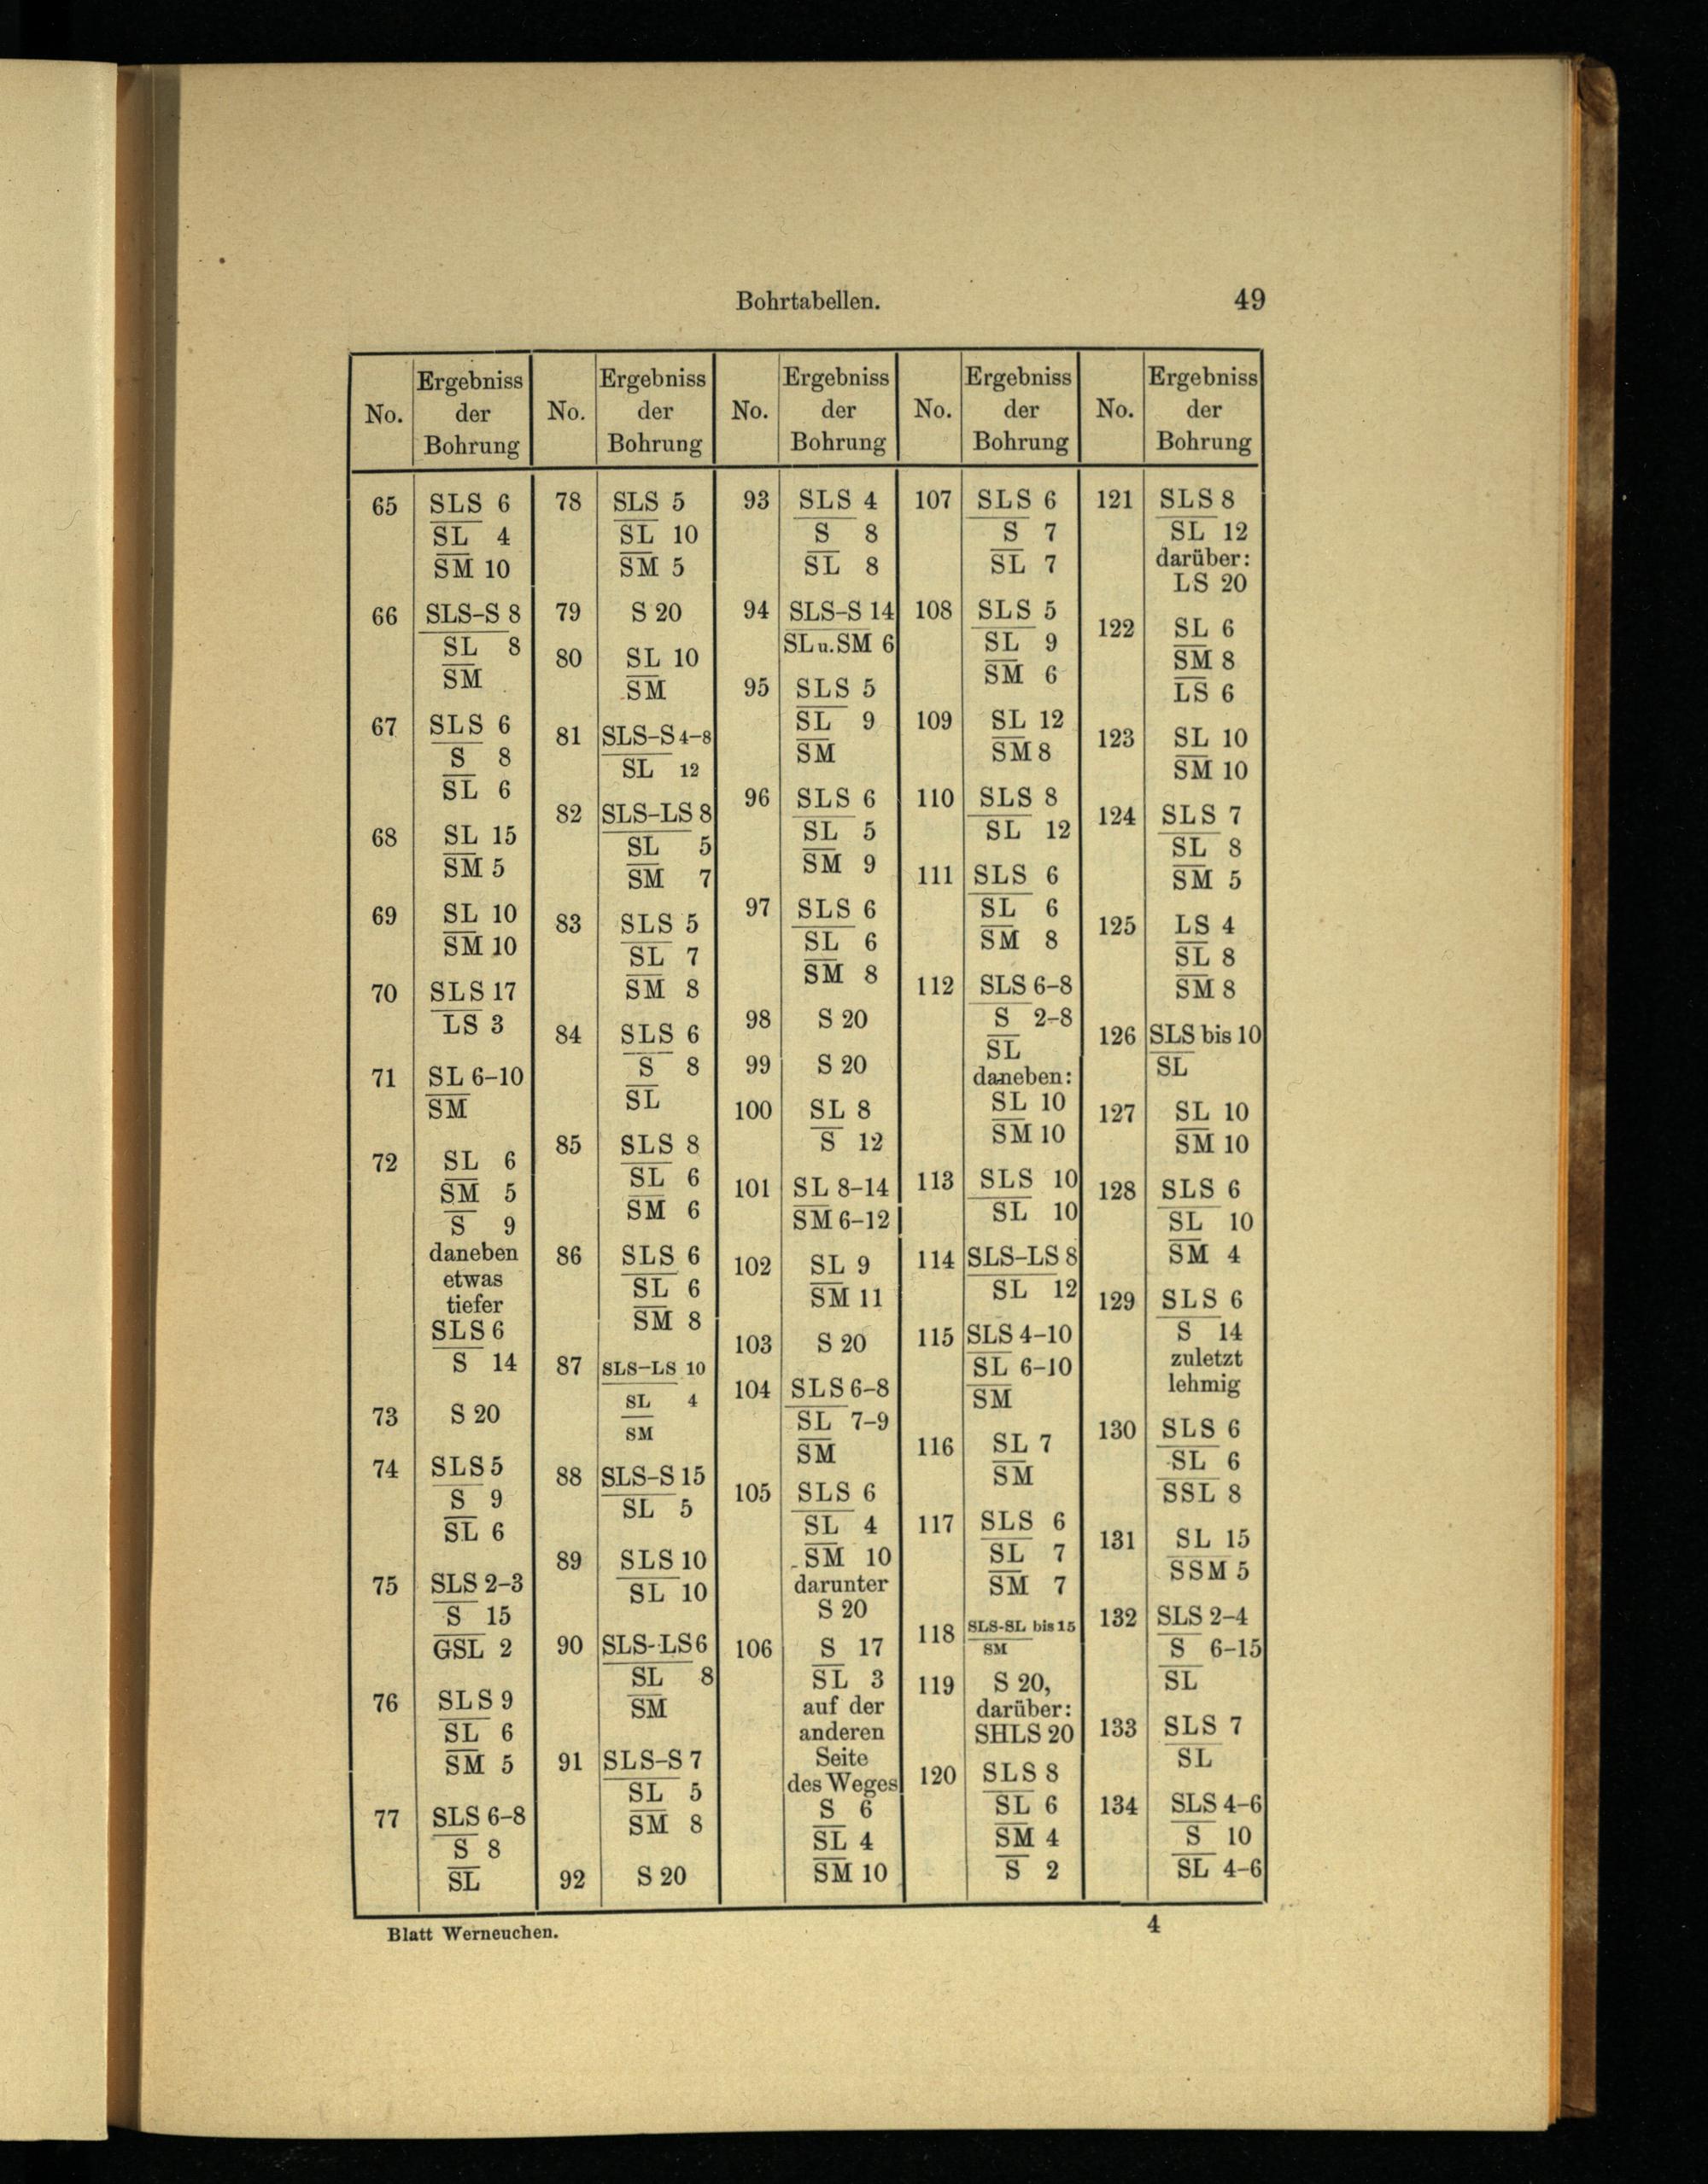 Bohrtabellen.
49
No.
Ergebniss
der
Bohrung
No.
Ergebniss
der
Bohrung
No.
Ergebniss
der
Bohrung
No.
Ergebniss
der
Bohrung
No.
Ergebniss
der
Bohrung
65 SLS 6
SL 4
SM 10
66 SLS-S 8
SL 8
SM
67 SLS 6
S 8
SL 6
68 SL 15
SM 5
69 SL 10
SM 10
70 SLS 17
LS 3
71 SL 6-10
SM
72 SL 6
SM 5
S 9
daneben
etwas
tiefer
SLS 6
S 14
73 S 20
74 SLS 5
S 9
SL 6
75 SLS 2-3
S 15
GSL 2
76 SLS 9
SL 6
SM 5
77 SLS 6-8
S 8
SL
78 SLS 5
SL 10
SM 5
79 S 20
80 SL 10
SM
81 SLS-S 4-8
SL 12
82 SLS-LS 8
SL 5
SM 7
83 SLS 5
SL 7
SM 8
84 SLS 6
S 8
SL
85 SLS 8
SL 6
SM 6
86 SLS 6
SL 6
SM 8
87 SLS-LS 10
SL 4
SM
88 SLS-S 15
SL 5
89 SLS 10
SL 10
90 SLS-LS 6
SL 8
SM
91 SLS-S 7
SL 5
SM 8
92 S 20
93 SLS 4
S 8
SL 8
94 SLS-S 14
SL u. SM 6
95 SLS 5
SL 9
SM
96 SLS 6
SL 5
SM 9
97 SLS 6
SL 6
SM 8
98 S 20
99 S 20
100 SL 8
S 12
101 SL 8-14
SM 6-12
102 SL 9
SM 11
103 S 20
104 SLS 6-8
SL 7-9
SM
105 SLS 6
SL 4
SM 10
darunter
S 20
106 S 17
SL 3
auf der
anderen
Seite
des Weges
S 6
SL 4
SM 10
107 SLS 6
S 7
SL 7
108 SLS 5
SL 9
SM 6
109 SL 12
SM 8
110 SLS 8
SL 12
111 SLS 6
SL 6
SM 8
112 SLS 6-8
S 2-8
SL
daneben:
SL 10
SM 10
113 SLS 10
SL 10
114 SLS-LS 8
SL 12
115 SLS 4-10
SL 6-10
SM
116 SL 7
SM
117 SLS 6
SL 7
SM 7
118 SLS-SL bis 15
SM
119 S 20,
darüber:
SHLS 20
120 SLS 8
SL 6
SM 4
S 2
121 SLS 8
SL 12
darüber:
LS 20
122 SL 6
SM 8
LS 6
123 SL 10
SM 10
124 SLS 7
SL 8
SM 5
125 LS 4
SL 8
SM 8
126 SLS bis 10
SL
127 SL 10
SM 10
128 SLS 6
SL 10
SM 4
129 SLS 6
S 14
zuletzt
lehmig
130 SLS 6
SL 6
SSL 8
131 SL 15
SSM 5
132 SLS 2-4
S 6-15
SL
133 SLS 7
SL
134 SLS 4-6
S 10
SL 4-6
Blatt Werneuchen.
4